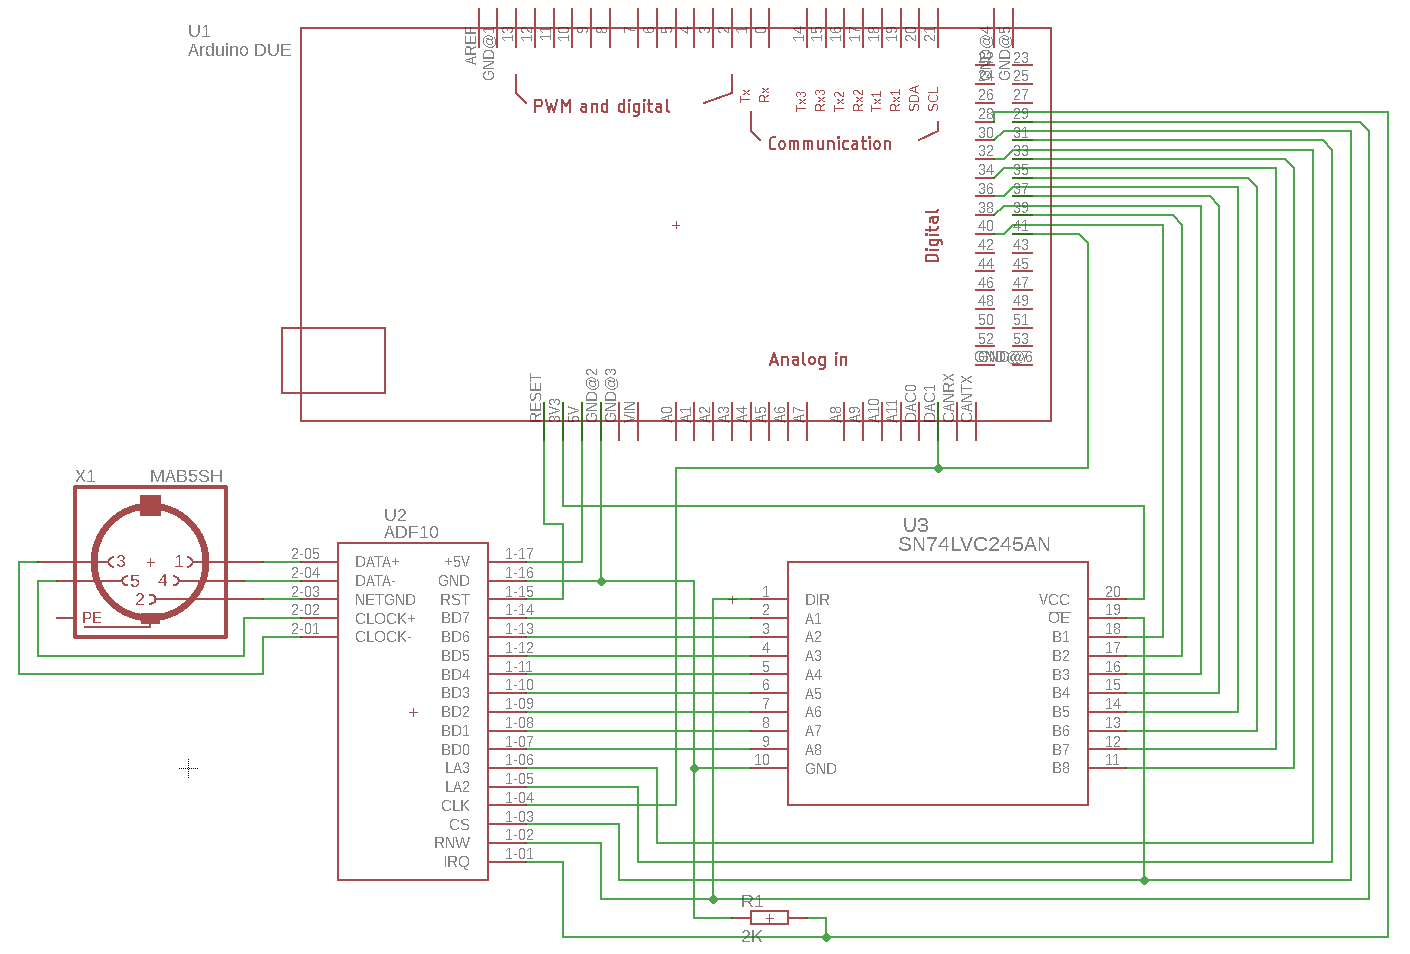 U1
Arduino DUE
AREF
GND@1
13
12
11
10
9
8
7
6
5
4
3
2
1
0
14
15
16
17
18
19
20
21
GND@4
GND@5
PWM and digital
Tx
Rx
Tx3
Rx3
Tx2
Rx2
Tx1
Rx1
SDA
SCL
Communication
23
24 25
26 27
28 29
30 31
32 33
34 35
36 37
38 39
40 41
42 43
44 45
46 47
48 49
50 51
52 53
Digital
Analog in
RESET
3V3
5V
GND@2
GND@3
VIN
A0
A1
A2
A3
A4
A5
A6
A7
A8
A9
A10
A11
DAC0
DAC1
CANRX
CANTX
X1 MAB5SH
3 1
5 4
2
PE
U2
ADF10
2-05 DATA+ +5V 1-17
2-04 DATA- GND 1-16
2-03 NETGND RST 1-15
2-02 CLOCK+ BD7 1-14
2-01 CLOCK- BD6 1-13
BD5 1-12
BD4 1-11
BD3 1-10
BD2 1-09
BD1 1-08
BD0 1-07
LA3 1-06
LA2 1-05
CLK 1-04
CS 1-03
RNW 1-02
IRQ 1-01
U3
SN74LVC245AN
1 DIR VCC 20
2 A1 OE 19
3 A2 B1 18
4 A3 B2 17
5 A4 B3 16
6 A5 B4 15
7 A6 B5 14
8 A7 B6 13
9 A8 B7 12
10 GND B8 11
R1
2K